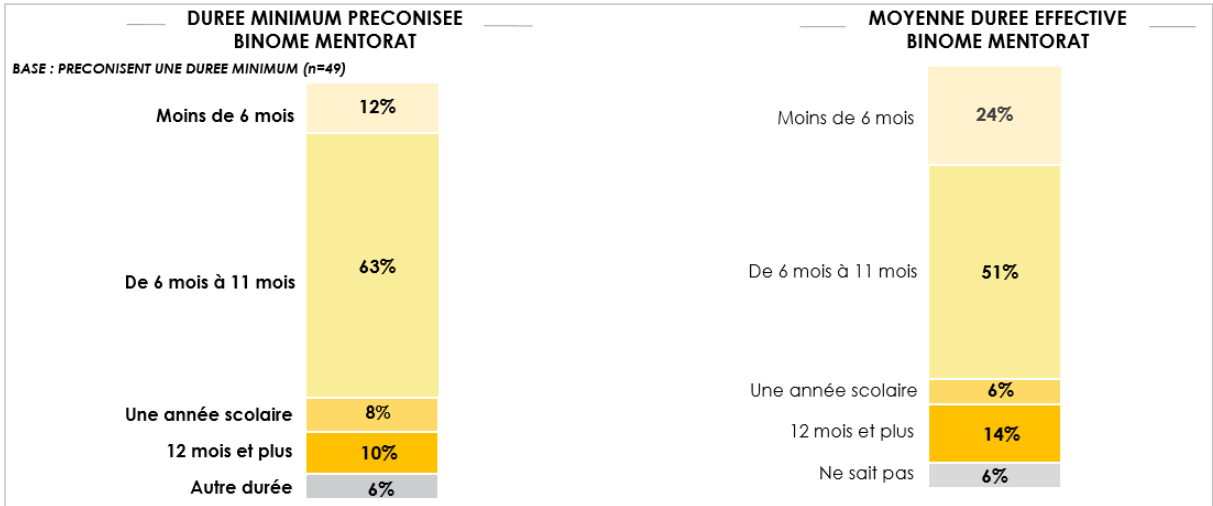 DUREE MINIMUM PRECONISEE
BINOME MENTORAT
BASE : PRECONISENT UNE DUREE MINIMUM (n=49)
Moins de 6 mois
12%
De 6 mois à 11 mois
63%
Une année scolaire
8%
12 mois et plus
10%
Autre durée
6%
MOYENNE DUREE EFFECTIVE
BINOME MENTORAT
Moins de 6 mois
24%
De 6 mois à 11 mois
51%
Une année scolaire
6%
12 mois et plus
14%
Ne sait pas
6%